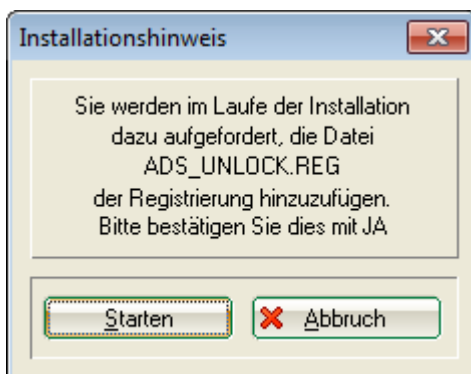 Installationshinweis
Sie werden im Laufe der Installation
dazu aufgefordert, die Datei
ADS_UNLOCK.REG
der Registrierung hinzuzufügen.
Bitte bestätigen Sie dies mit JA
Starten
Abbruch